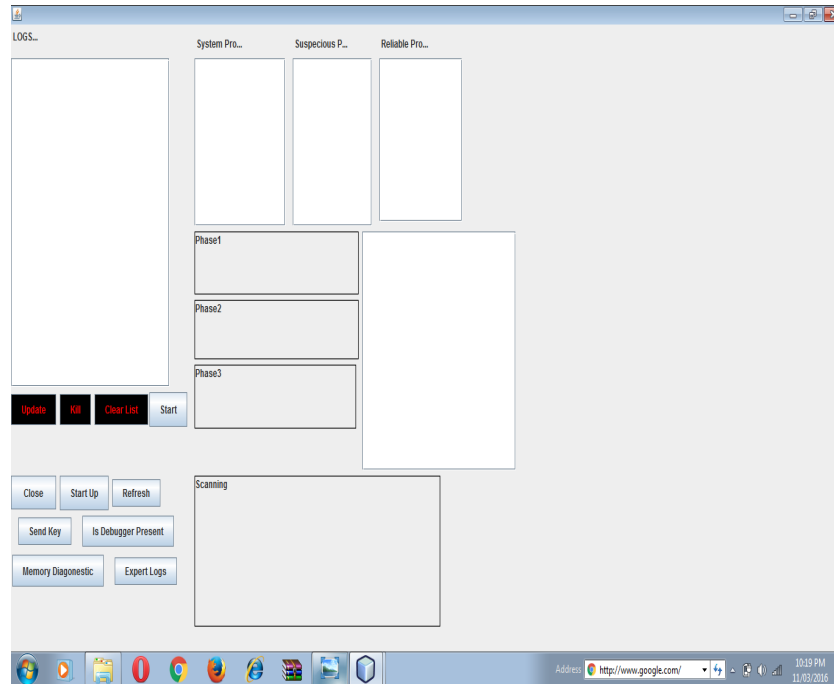 LOGS...
System Pro...
Suspecious P...
Reliable Pro...
Phase1
Phase2
Phase3
Update
Kill
Clear List
Start
Close
Start Up
Refresh
Scanning
Send Key
Is Debugger Present
Memory Diagonestic
Expert Logs
Address
http://www.google.com/
10:19 PM
11/03/2016